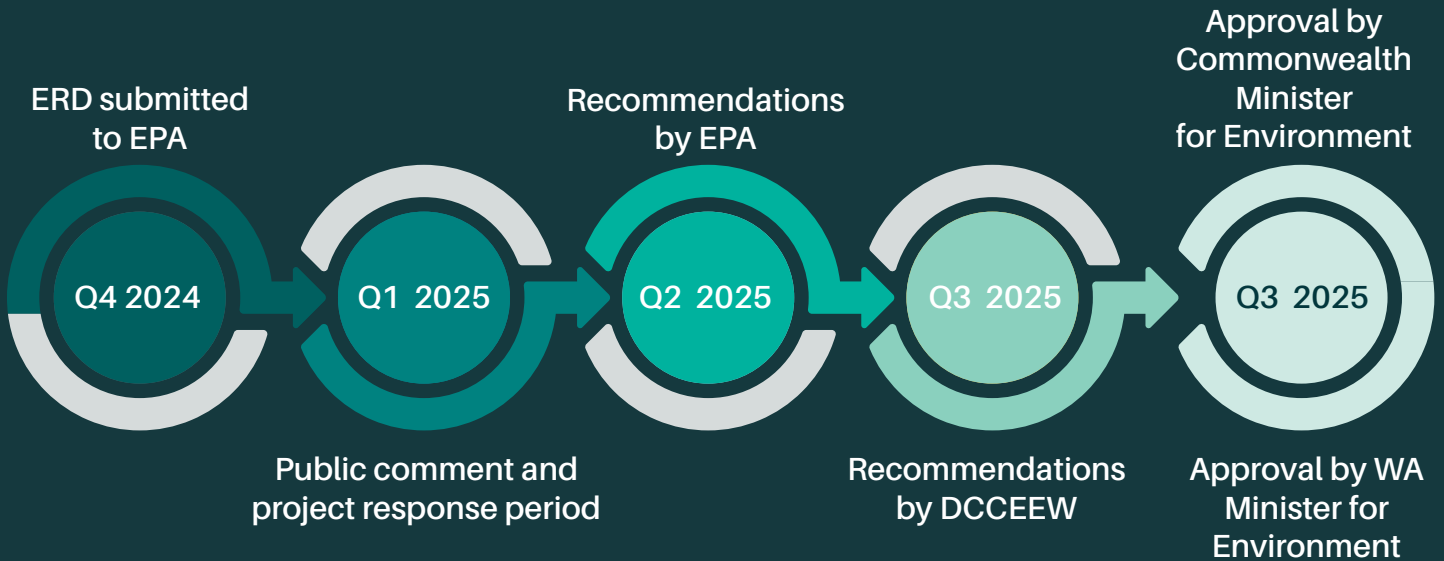 ERD submitted
to EPA
Q4 2024
Q1 2025
Public comment and
project response period
Recommendations
by EPA
Q2 2025
Q3 2025
Recommendations
by DCCEEW
Approval by
Commonwealth
Minister
for Environment
Q3 2025
Approval by WA
Minister for
Environment